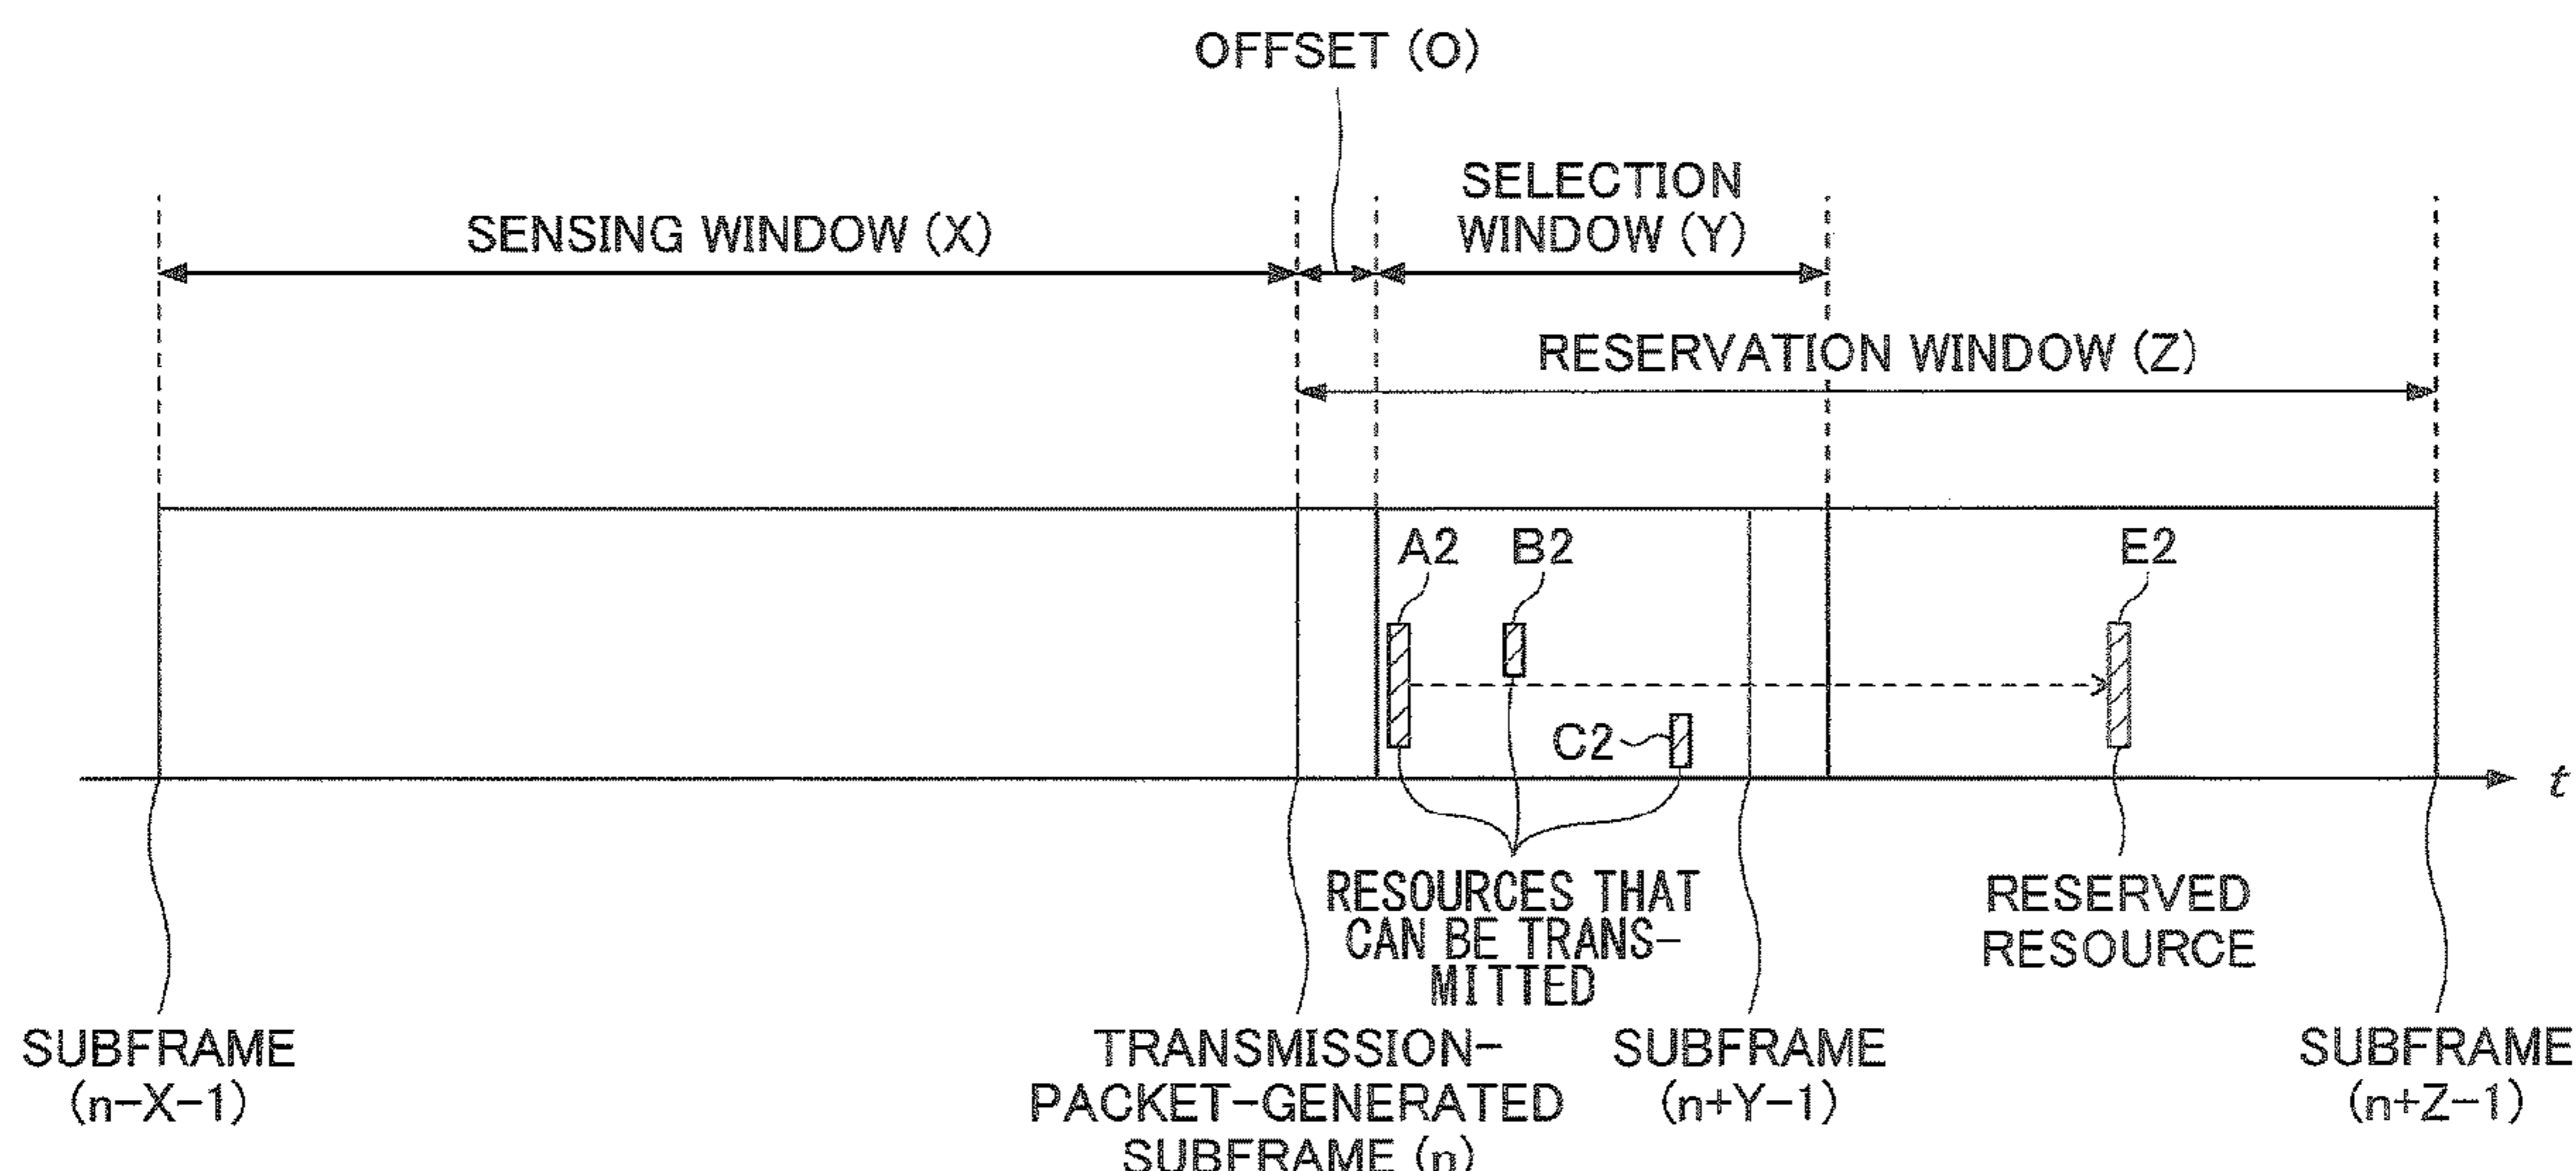 OFFSET (O)
SELECTION
WINDOW (Y)
SENSING WINDOW (X)
RESERVATION WINDOW (Z)
A2
B2
E2
C2
t
RESOURCES THAT
CAN BE TRANS-
MITTED
RESERVED
RESOURCE
SUBFRAME
(n-X-1)
TRANSMISSION-
PACKET-GENERATED
SUBFRAME (n)
SUBFRAME
(n+Y-1)
SUBFRAME
(n+Z-1)